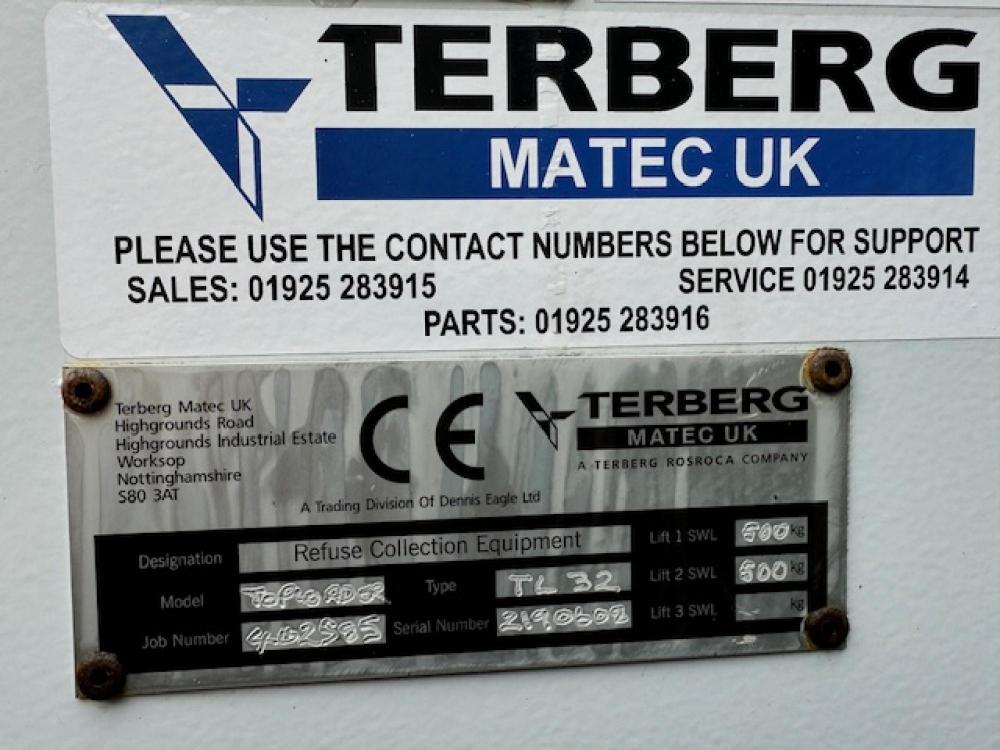 TERBERG
MATEC UK
PLEASE USE THE CONTACT NUMBERS BELOW FOR SUPPORT
SALES: 01925 283915 SERVICE 01925 283914
PARTS: 01925 283916
Terberg Matec UK
Highgrounds Road
Highgrounds Industrial Estate
Worksop
Nottinghamshire
S80 3AT
CE
TERBERG
MATEC UK
A TERBERG ROSROCA COMPANY
A Trading Division Of Dennis Eagle Ltd
Designation Refuse Collection Equipment Lift 1 SWL 500 kg
Model TOPLOADER Type TL 32 Lift 2 SWL 500 kg
Job Number Serial Number Lift 3 SWL kg